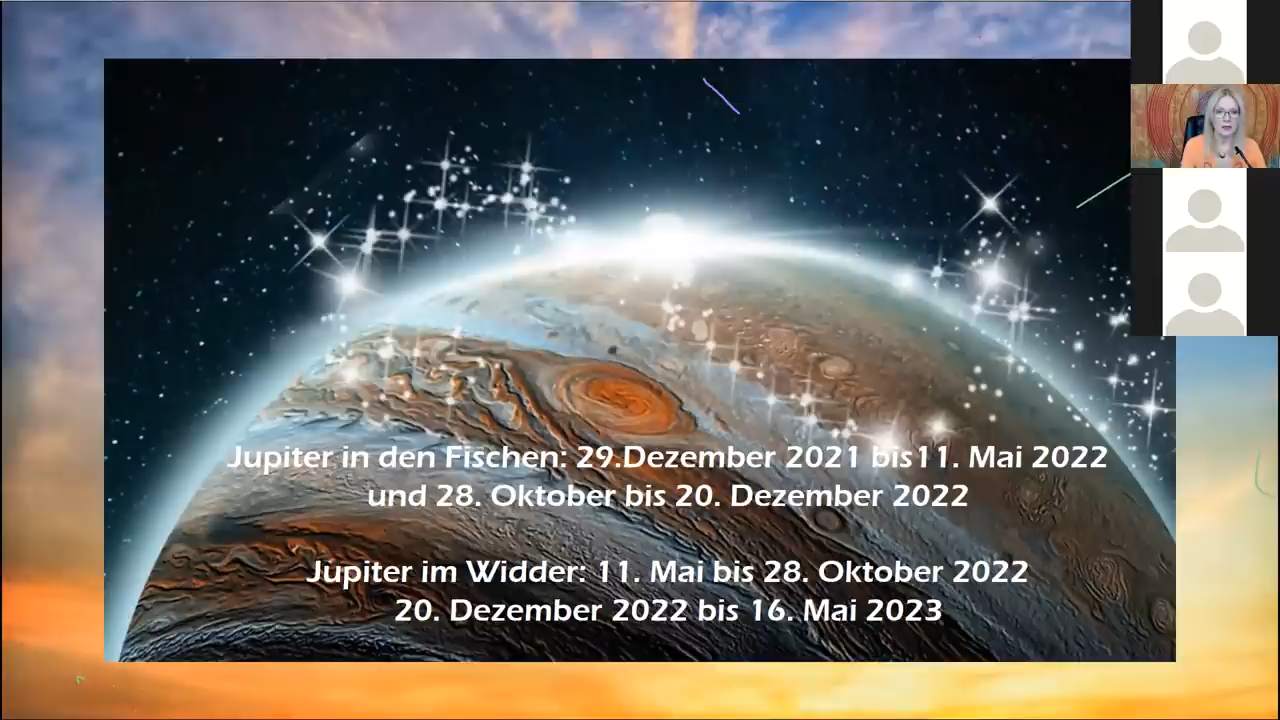 Jupiter in den Fischen: 29.Dezember 2021 bis11. Mai 2022
und 28. Oktober bis 20. Dezember 2022
Jupiter im Widder: 11. Mai bis 28. Oktober 2022
20. Dezember 2022 bis 16. Mai 2023